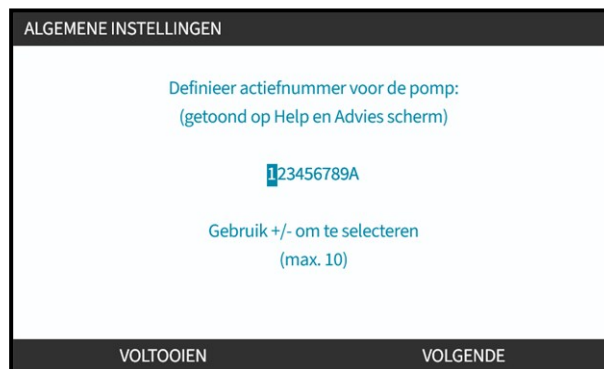 ALGEMENE INSTELLINGEN
Definieer actiefnummer voor de pomp:
(getoond op Help en Advies scherm)
123456789A
Gebruik +/- om te selecteren
(max. 10)
VOLTOOIEN VOLGENDE